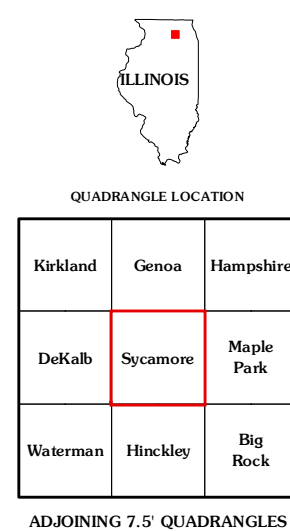 ILLINOIS
QUADRANGLE LOCATION
Kirkland
Genoa
Hampshire
DeKalb
Sycamore
Maple
Park
Waterman
Hinckley
Big
Rock
ADJOINING 7.5' QUADRANGLES